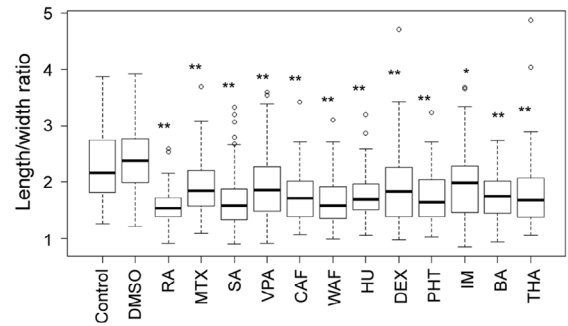 5
4
3
2
1
Length/width ratio
** ** ** ** ** ** ** ** ** * ** **
Control DMSO RA MTX SA VPA CAF WAF HU DEX PHT IM BA THA